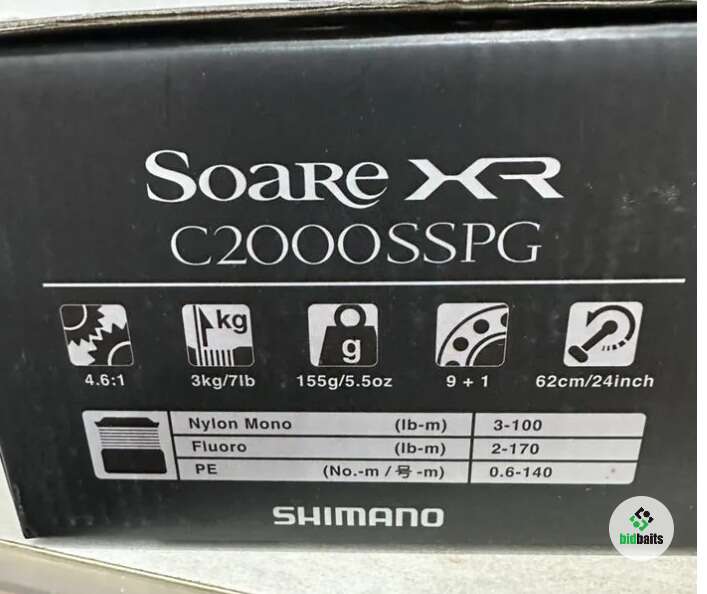 Soare XR
C2000SSPG
kg
g
4.6:1
3kg/7lb
155g/5.5oz
9 + 1
62cm/24inch
Nylon Mono (lb-m) 3-100
Fluoro (lb-m) 2-170
PE (No.-m / 号 -m) 0.6-140
SHIMANO
bidbaits